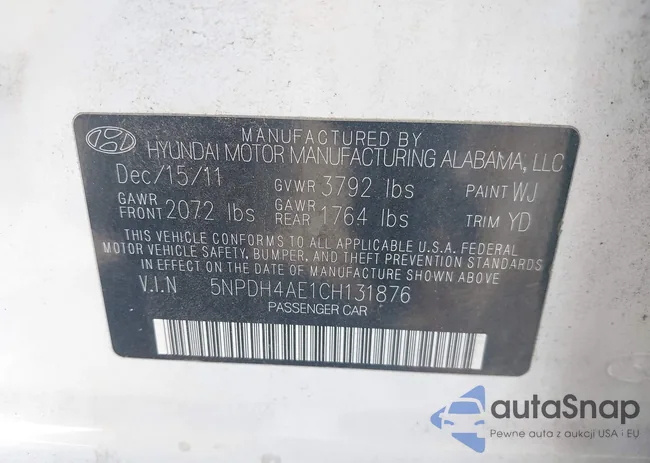 MANUFACTURED BY
HYUNDAI MOTOR MANUFACTURING ALABAMA, LLC
Dec/15/11 GVWR 3792 lbs PAINT WJ
GAWR FRONT 2072 lbs GAWR REAR 1764 lbs TRIM YD
THIS VEHICLE CONFORMS TO ALL APPLICABLE U.S.A. FEDERAL
MOTOR VEHICLE SAFETY, BUMPER, AND THEFT PREVENTION STANDARDS
IN EFFECT ON THE DATE OF MANUFACTURE SHOWN ABOVE
V.I.N 5NPDH4AE1CH131876
PASSENGER CAR
autaSnap
Pewne auta z aukcji USA · EU